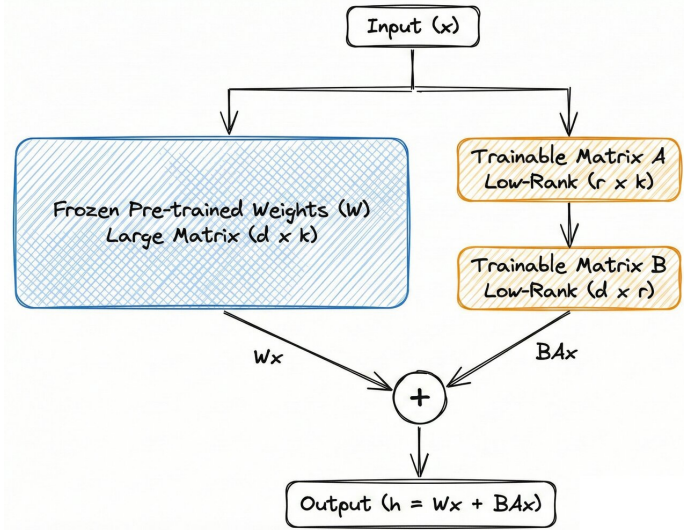 Input (x)
Frozen Pre-trained Weights (W)
Large Matrix (d x k)
Trainable Matrix A
Low-Rank (r x k)
Trainable Matrix B
Low-Rank (d x r)
Wx
BAx
+
Output (h = Wx + BAx)